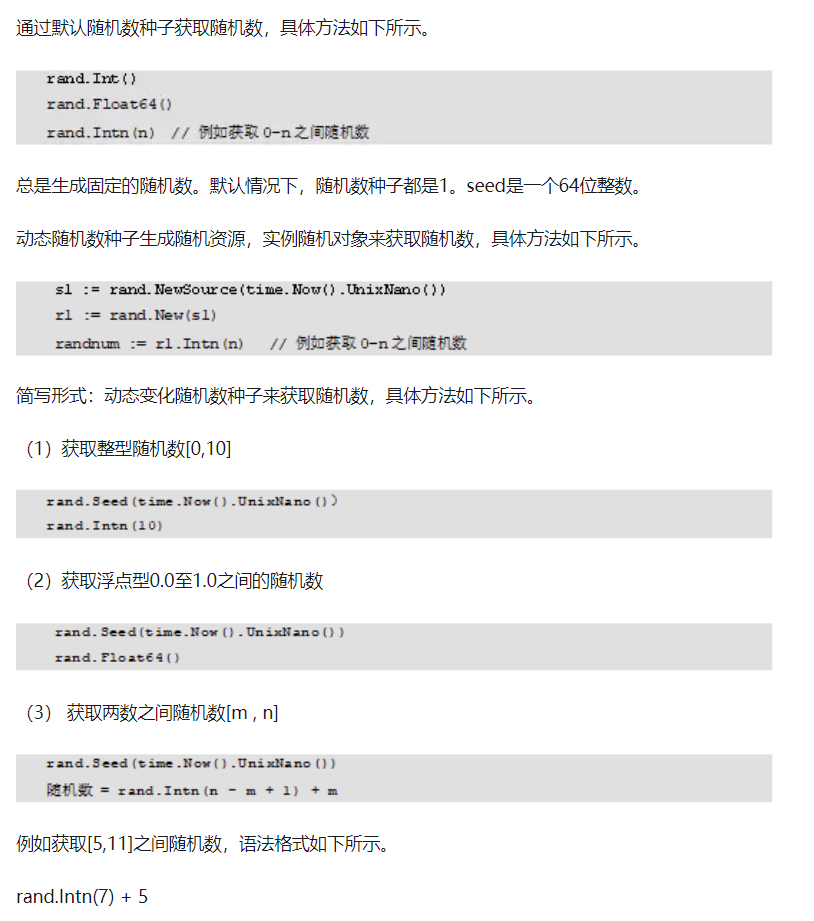 通过默认随机数种子获取随机数，具体方法如下所示。
rand.Int()
rand.Float64()
rand.Intn(n)  // 例如获取 0-n 之间随机数
总是生成固定的随机数。默认情况下，随机数种子都是1。seed是一个64位整数。
动态随机数种子生成随机资源，实例随机对象来获取随机数，具体方法如下所示。
s1 := rand.NewSource(time.Now().UnixNano())
r1 := rand.New(s1)
randnum := r1.Intn(n)   // 例如获取 0-n 之间随机数
简写形式：动态变化随机数种子来获取随机数，具体方法如下所示。
（1）获取整型随机数[0,10]
rand.Seed(time.Now().UnixNano())
rand.Intn(10)
（2）获取浮点型0.0至1.0之间的随机数
rand.Seed(time.Now().UnixNano())
rand.Float64()
（3） 获取两数之间随机数[m , n]
rand.Seed(time.Now().UnixNano())
随机数 = rand.Intn(n - m + 1) + m
例如获取[5,11]之间随机数，语法格式如下所示。
rand.Intn(7) + 5